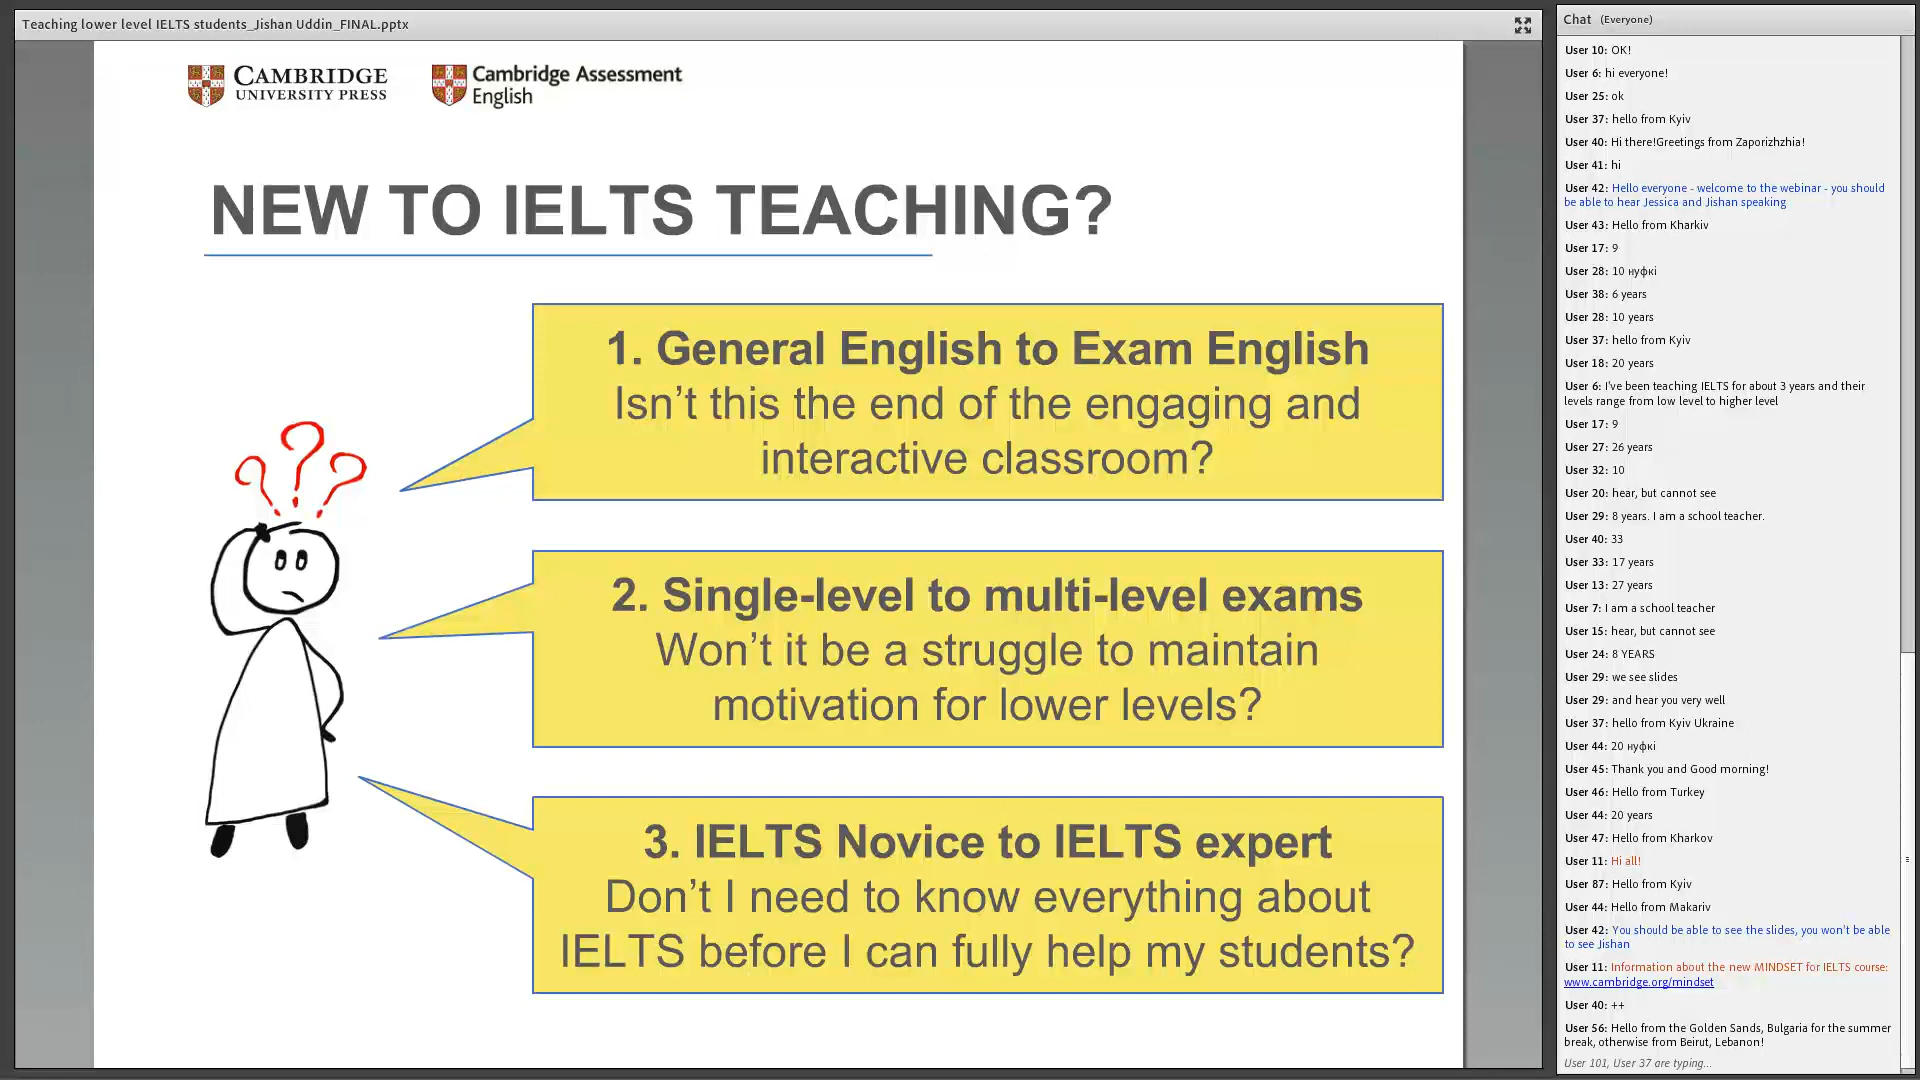 Teaching lower level IELTS students_Jishan Uddin_FINAL.pptx
CAMBRIDGE
UNIVERSITY PRESS
Cambridge Assessment
English
NEW TO IELTS TEACHING?
1. General English to Exam English
Isn't this the end of the engaging and
interactive classroom?
2. Single-level to multi-level exams
Won't it be a struggle to maintain
motivation for lower levels?
3. IELTS Novice to IELTS expert
Don't I need to know everything about
IELTS before I can fully help my students?
Chat (Everyone)
User 10: OK!
User 6: hi everyone!
User 25: ok
User 37: hello from Kyiv
User 40: Hi there!Greetings from Zaporizhzhia!
User 41: hi
User 42: Hello everyone - welcome to the webinar - you should
be able to hear Jessica and Jishan speaking
User 43: Hello from Kharkiv
User 17: 9
User 28: 10 нуфкі
User 38: 6 years
User 28: 10 years
User 37: hello from Kyiv
User 18: 20 years
User 6: I've been teaching IELTS for about 3 years and their
levels range from low level to higher level
User 17: 9
User 27: 26 years
User 32: 10
User 20: hear, but cannot see
User 29: 8 years. I am a school teacher.
User 40: 33
User 33: 17 years
User 13: 27 years
User 7: I am a school teacher
User 15: hear, but cannot see
User 24: 8 YEARS
User 29: we see slides
User 29: and hear you very well
User 37: hello from Kyiv Ukraine
User 44: 20 нуфкі
User 45: Thank you and Good morning!
User 46: Hello from Turkey
User 44: 20 years
User 47: Hello from Kharkov
User 11: Hi all!
User 87: Hello from Kyiv
User 44: Hello from Makariv
User 42: You should be able to see the slides, you won't be able
to see Jishan
User 11: Information about the new MINDSET for IELTS course:
www.cambridge.org/mindset
User 40: ++
User 56: Hello from the Golden Sands, Bulgaria for the summer
break, otherwise from Beirut, Lebanon!
User 101, User 37 are typing...